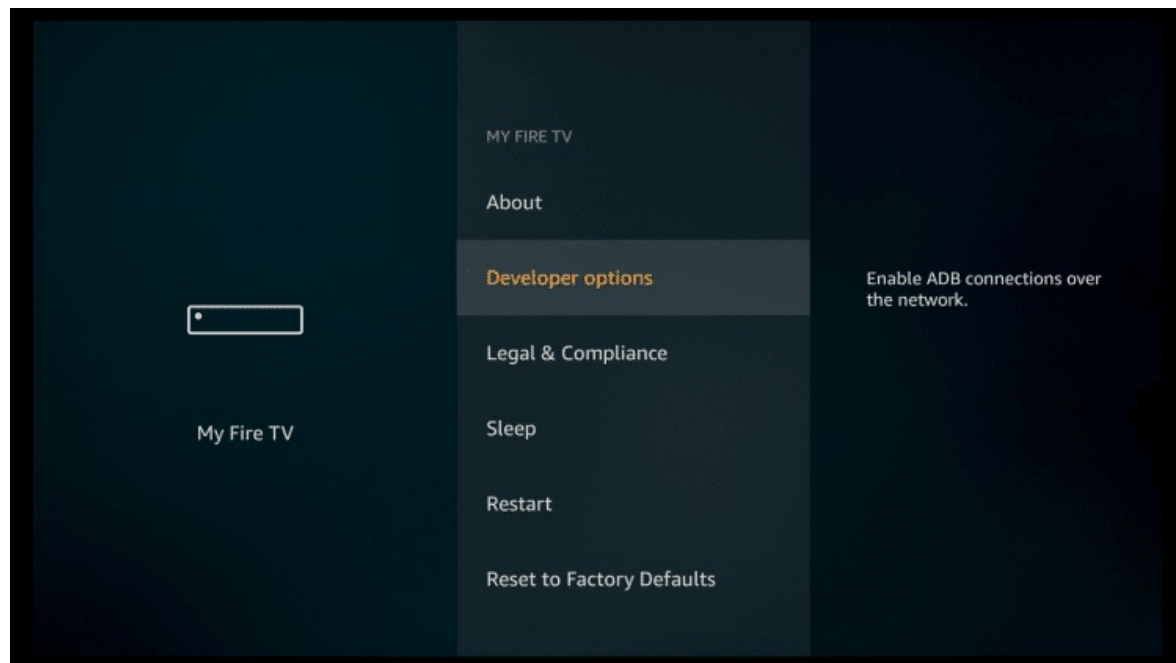 MY FIRE TV
About
Developer options
Enable ADB connections over
the network.
Legal & Compliance
My Fire TV
Sleep
Restart
Reset to Factory Defaults